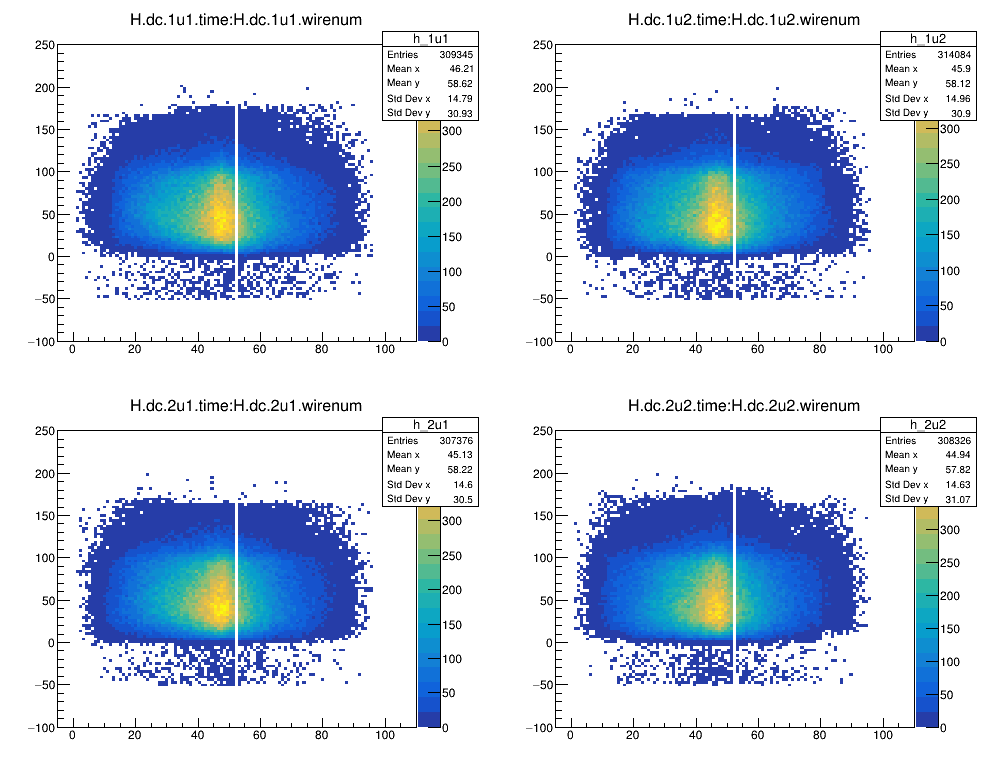 H.dc.1u1.time:H.dc.1u1.wirenum
h_1u1
Entries 309345
Mean x 46.21
Mean y 58.62
Std Dev x 14.79
Std Dev y 30.93
250
200
150
100
50
0
−50
−100
0 20 40 60 80 100
300
250
200
150
100
50
0
H.dc.1u2.time:H.dc.1u2.wirenum
h_1u2
Entries 314084
Mean x 45.9
Mean y 58.12
Std Dev x 14.96
Std Dev y 30.9
250
200
150
100
50
0
−50
−100
0 20 40 60 80 100
300
250
200
150
100
50
0
H.dc.2u1.time:H.dc.2u1.wirenum
h_2u1
Entries 307376
Mean x 45.13
Mean y 58.22
Std Dev x 14.6
Std Dev y 30.5
250
200
150
100
50
0
−50
−100
0 20 40 60 80 100
300
250
200
150
100
50
0
H.dc.2u2.time:H.dc.2u2.wirenum
h_2u2
Entries 308326
Mean x 44.94
Mean y 57.82
Std Dev x 14.63
Std Dev y 31.07
250
200
150
100
50
0
−50
−100
0 20 40 60 80 100
300
250
200
150
100
50
0